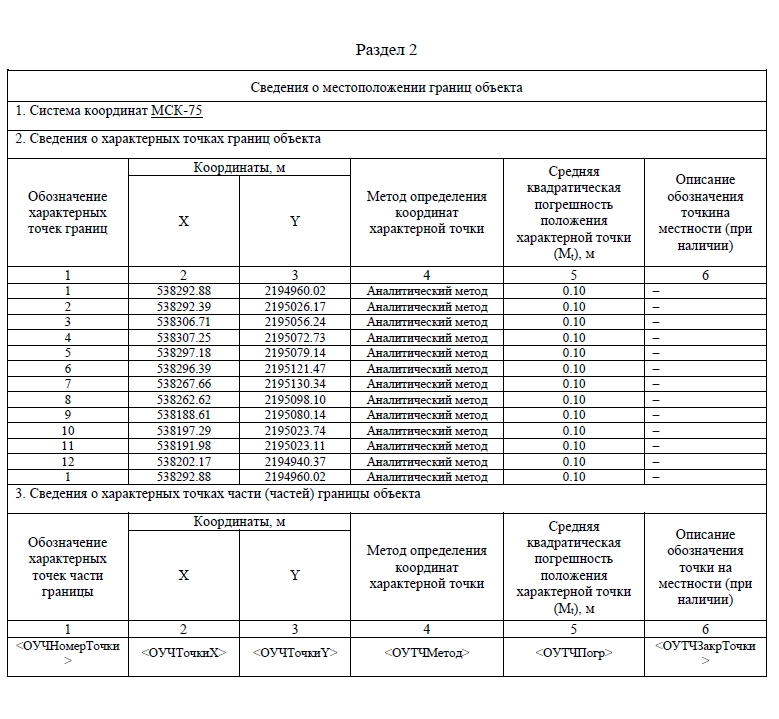 Раздел 2
Сведения о местоположении границ объекта
1. Система координат МСК-75
2. Сведения о характерных точках границ объекта
Обозначение
характерных
точек границ
Координаты, м
X
Y
Метод определения
координат
характерной точки
Средняя
квадратическая
погрешность
положения
характерной точки
(Mt), м
Описание
обозначения
точкина
местности (при
наличии)
1 2 3 4 5 6
1 538292.88 2194960.02 Аналитический метод 0.10 –
2 538292.39 2195026.17 Аналитический метод 0.10 –
3 538306.71 2195056.24 Аналитический метод 0.10 –
4 538307.25 2195072.73 Аналитический метод 0.10 –
5 538297.18 2195079.14 Аналитический метод 0.10 –
6 538296.39 2195121.47 Аналитический метод 0.10 –
7 538267.66 2195130.34 Аналитический метод 0.10 –
8 538262.62 2195098.10 Аналитический метод 0.10 –
9 538188.61 2195080.14 Аналитический метод 0.10 –
10 538197.29 2195023.74 Аналитический метод 0.10 –
11 538191.98 2195023.11 Аналитический метод 0.10 –
12 538202.17 2194940.37 Аналитический метод 0.10 –
1 538292.88 2194960.02 Аналитический метод 0.10 –
3. Сведения о характерных точках части (частей) границы объекта
Обозначение
характерных
точек части
границы
Координаты, м
X
Y
Метод определения
координат
характерной точки
Средняя
квадратическая
погрешность
положения
характерной точки
(Mt), м
Описание
обозначения
точки на
местности (при
наличии)
1 2 3 4 5 6
<ОУЧНомерТочки
>
<ОУЧТочкиX>
<ОУЧТочкиY>
<ОУТЧМетод>
<ОУТЧПогр>
<ОУТЧЗакрТочки
>